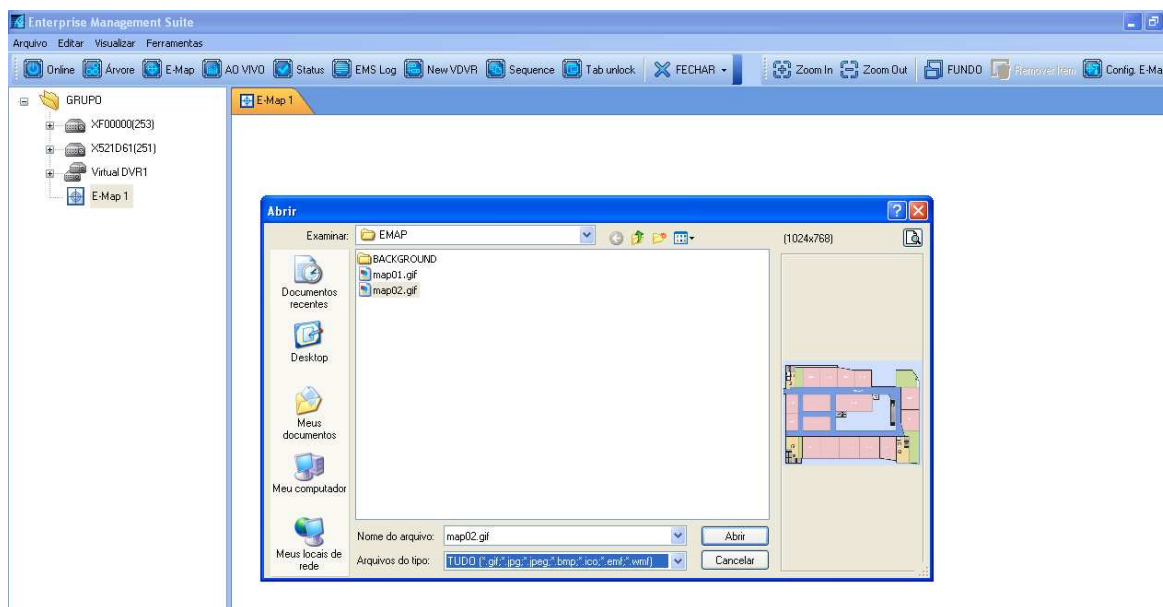 Enterprise Management Suite
Arquivo Editar Visualizar Ferramentas
Online Árvore E-Map AO VIVO Status EMS Log New VDVR Sequence Tab unlock FECHAR Zoom In Zoom Out FUNDO Remover Item Config. E-Ma
GRUPO
XF00000(253)
X521D61(251)
Virtual DVR1
E-Map 1
E-Map 1
Abrir
Examinar: EMAP
(1024x768)
BACKGROUND
map01.gif
map02.gif
Documentos recentes
Desktop
Meus documentos
Meu computador
Meus locais de rede
Nome do arquivo: map02.gif Abrir
Arquivos do tipo: TUDO (*.gif;*.jpg;*.jpeg;*.bmp;*.ico;*.emf;*.wmf) Cancelar